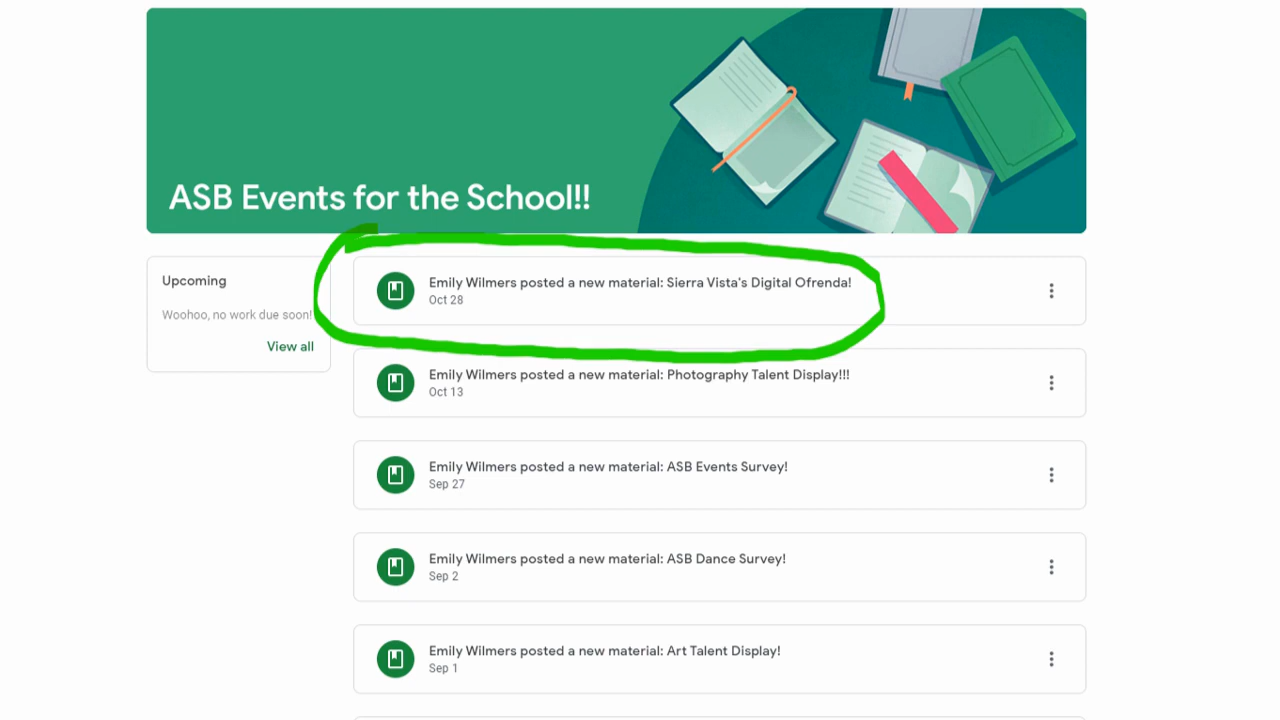 ASB Events for the School!!
Upcoming
Woohoo, no work due soon!
View all
Emily Wilmers posted a new material: Sierra Vista's Digital Ofrenda!
Oct 28
Emily Wilmers posted a new material: Photography Talent Display!!!
Oct 13
Emily Wilmers posted a new material: ASB Events Survey!
Sep 27
Emily Wilmers posted a new material: ASB Dance Survey!
Sep 2
Emily Wilmers posted a new material: Art Talent Display!
Sep 1